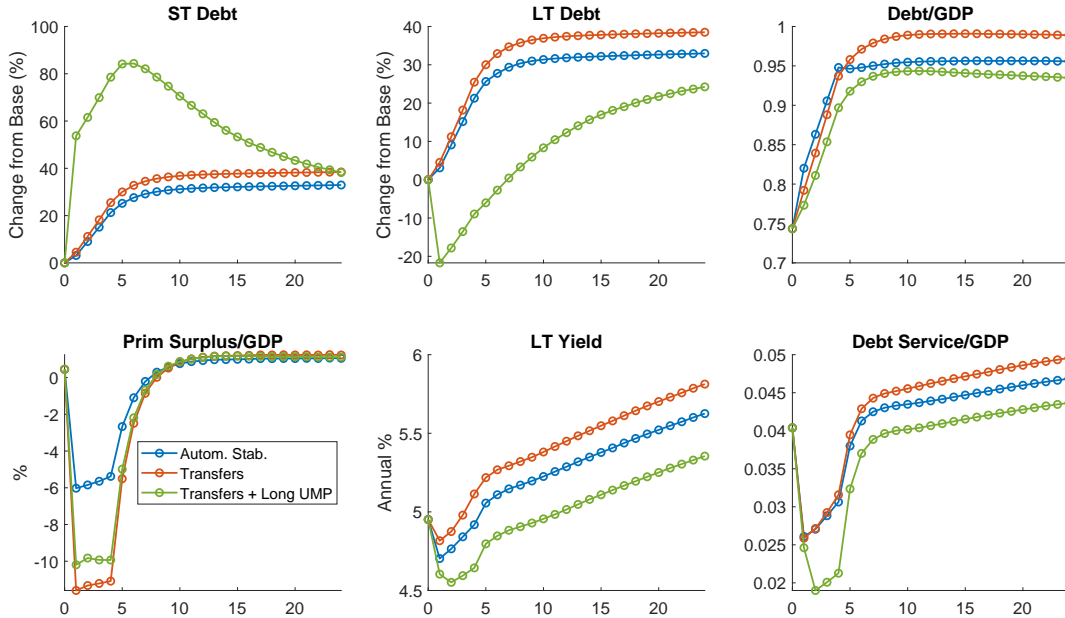 ST Debt
Change from Base (%)
100
80
60
40
20
0
0 5 10 15 20
LT Debt
Change from Base (%)
40
30
20
10
0
-10
-20
0 5 10 15 20
Debt/GDP
1
0.95
0.9
0.85
0.8
0.75
0.7
0 5 10 15 20
Prim Surplus/GDP
%
0
-2
-4
-6
-8
-10
Autom. Stab.
Transfers
Transfers + Long UMP
0 5 10 15 20
LT Yield
Annual %
6
5.5
5
4.5
0 5 10 15 20
Debt Service/GDP
0.05
0.045
0.04
0.035
0.03
0.025
0.02
0 5 10 15 20